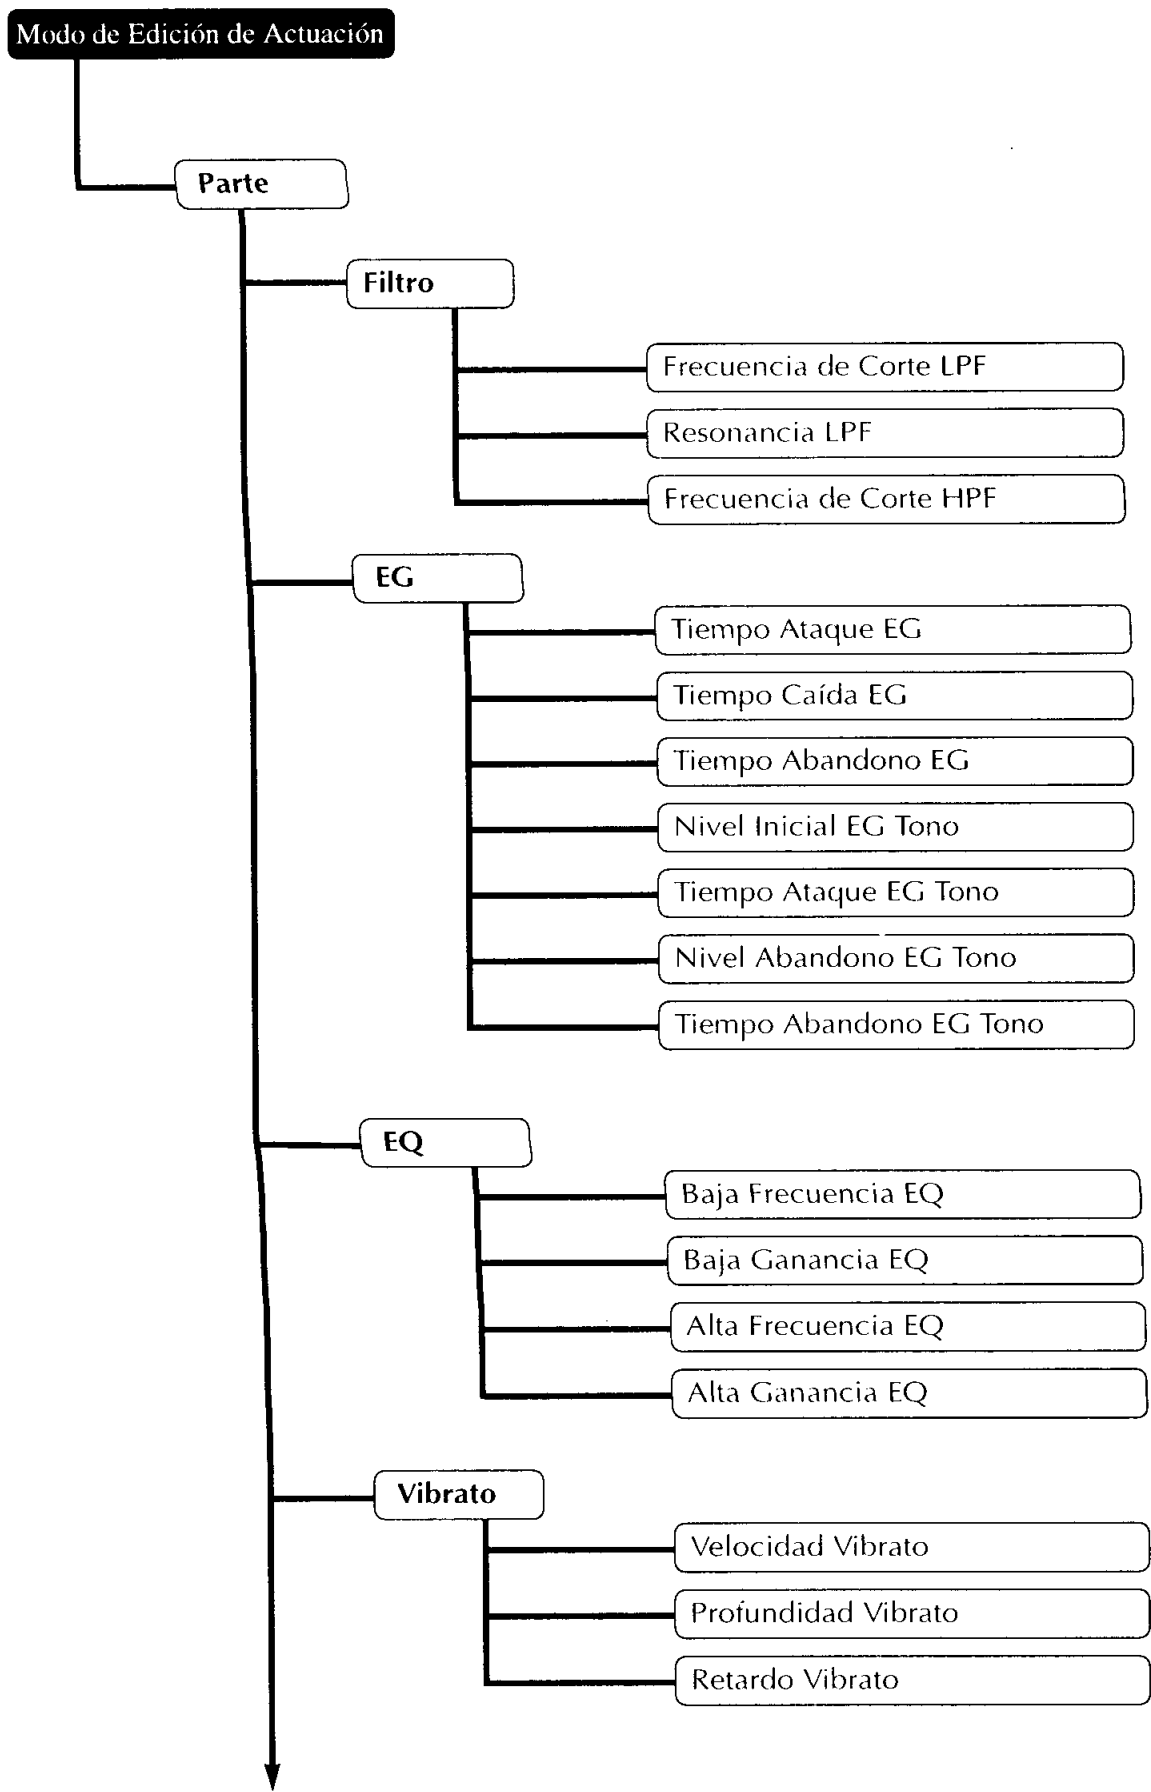 Modo de Edición de Actuación
Parte
Filtro
Frecuencia de Corte LPF
Resonancia LPF
Frecuencia de Corte HPF
EG
Tiempo Ataque EG
Tiempo Caída EG
Tiempo Abandono EG
Nivel Inicial EG Tono
Tiempo Ataque EG Tono
Nivel Abandono EG Tono
Tiempo Abandono EG Tono
EQ
Baja Frecuencia EQ
Baja Ganancia EQ
Alta Frecuencia EQ
Alta Ganancia EQ
Vibrato
Velocidad Vibrato
Profundidad Vibrato
Retardo Vibrato